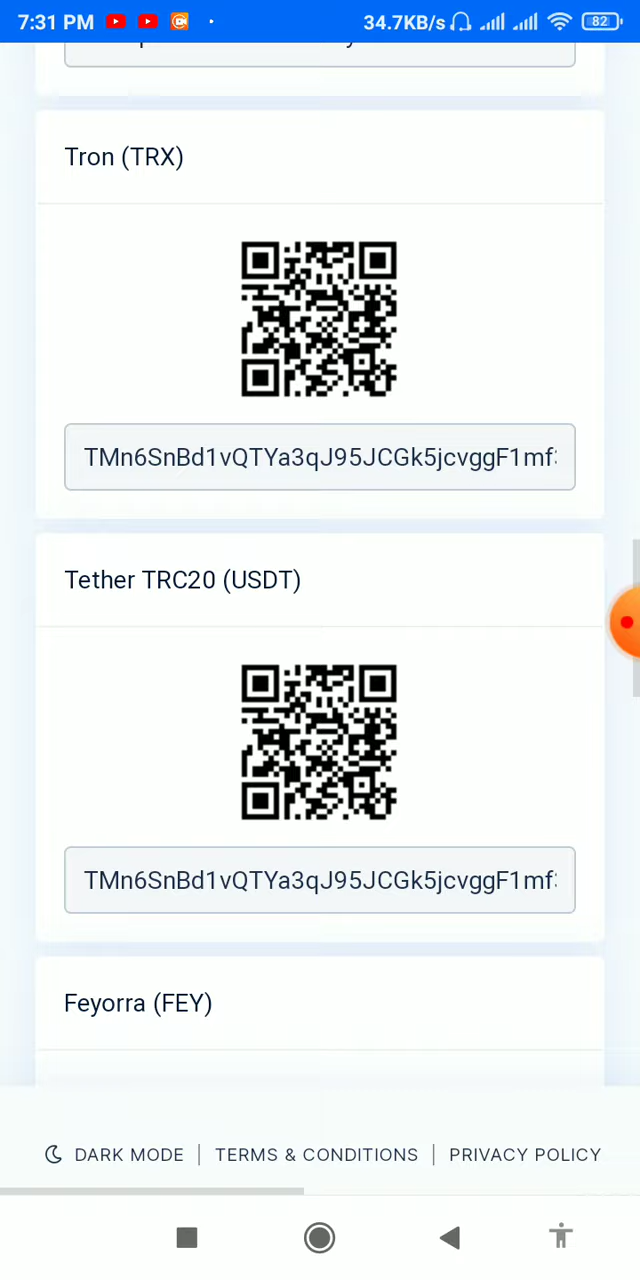 7:31 PM
34.7KB/s
82
Tron (TRX)
TMn6SnBd1vQTYa3qJ95JCGk5jcvggF1mf
Tether TRC20 (USDT)
TMn6SnBd1vQTYa3qJ95JCGk5jcvggF1mf
Feyorra (FEY)
DARK MODE | TERMS & CONDITIONS | PRIVACY POLICY